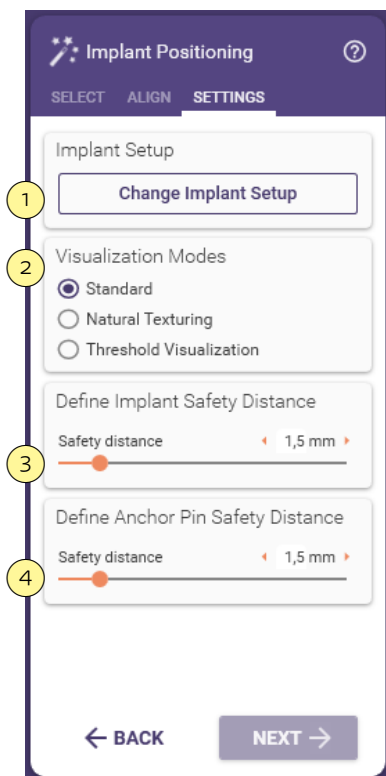 Implant Positioning
SELECT ALIGN SETTINGS
Implant Setup
1
Change Implant Setup
2
Visualization Modes
Standard
Natural Texturing
Threshold Visualization
Define Implant Safety Distance
Safety distance 1,5 mm
3
Define Anchor Pin Safety Distance
Safety distance 1,5 mm
4
BACK NEXT